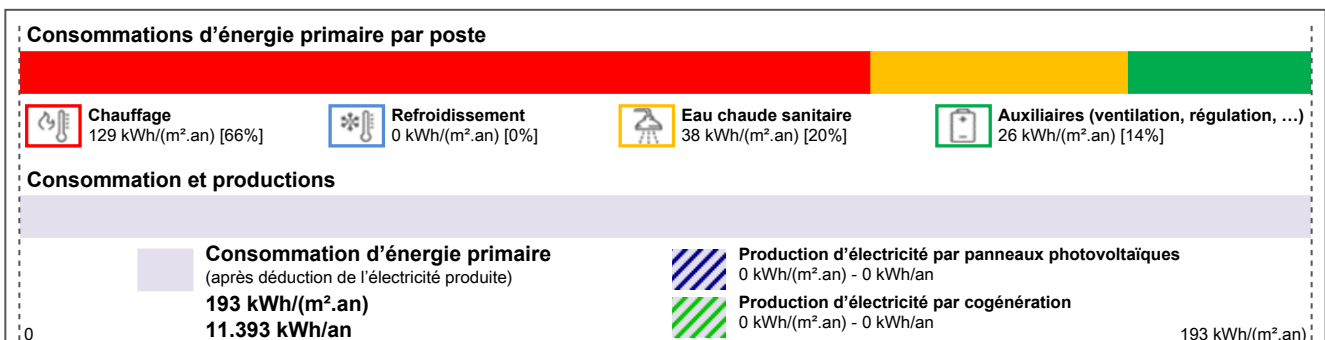 Consommations d’énergie primaire par poste
Chauffage
129 kWh/(m².an) [66%]
Refroidissement
0 kWh/(m².an) [0%]
Eau chaude sanitaire
38 kWh/(m².an) [20%]
Auxiliaires (ventilation, régulation, …)
26 kWh/(m².an) [14%]
Consommation et productions
Consommation d’énergie primaire
(après déduction de l’électricité produite)
193 kWh/(m².an)
11.393 kWh/an
Production d’électricité par panneaux photovoltaïques
0 kWh/(m².an) - 0 kWh/an
Production d’électricité par cogénération
0 kWh/(m².an) - 0 kWh/an
0
193 kWh/(m².an)